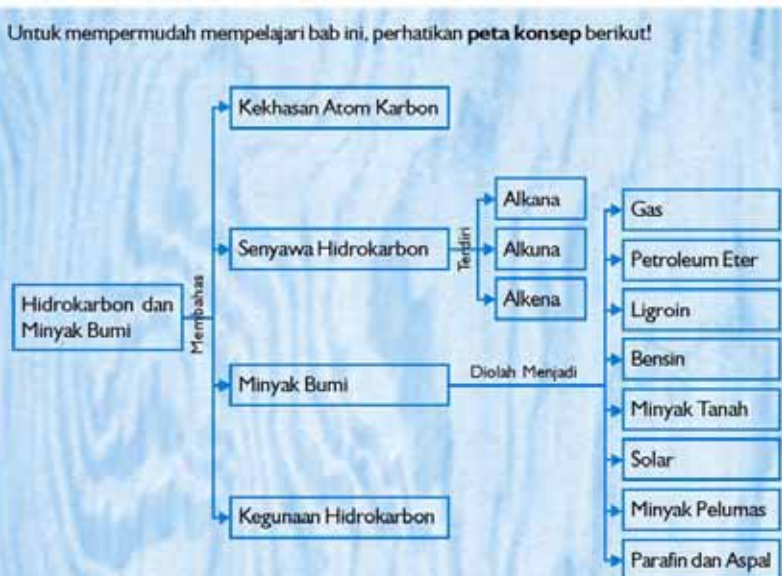 Untuk mempermudah mempelajari bab ini, perhatikan peta konsep berikut!
Hidrokarbon dan
Minyak Bumi
Membahas
Kekhasan Atom Karbon
Senyawa Hidrokarbon
Terdiri
Alkana
Alkuna
Alkena
Minyak Bumi
Diolah Menjadi
Gas
Petroleum Eter
Ligroin
Bensin
Minyak Tanah
Solar
Minyak Pelumas
Parafin dan Aspal
Kegunaan Hidrokarbon